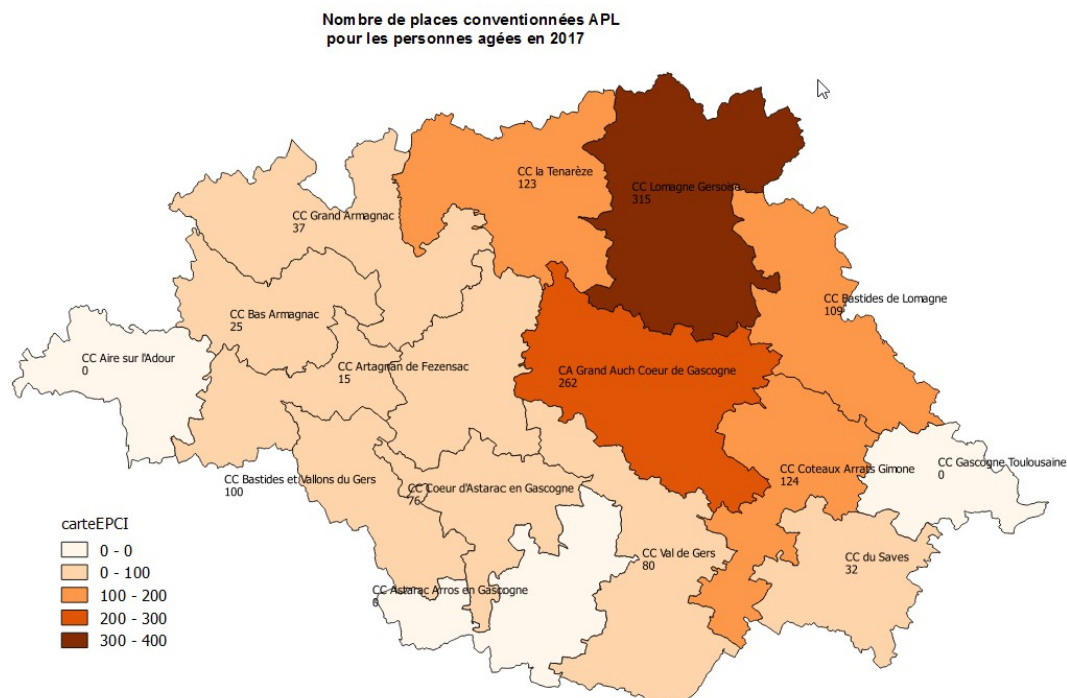 Nombre de places conventionnées APL
pour les personnes agées en 2017
CC la Tenarèze
123
CC Lomagne Gersoise
315
CC Grand Armagnac
37
CC Bastides de Lomagne
109
CC Bas Armagnac
25
CC Aire sur l'Adour
0
CC Artagnan de Fezensac
15
CA Grand Auch Coeur de Gascogne
262
CC Bastides et Vallons du Gers
100
CC Coeur d'Astarac en Gascogne
76
CC Coteaux Arrats Gimone
124
CC Gascogne Toulousaine
0
CC Val de Gers
80
CC du Saves
32
CC Astarac Arros en Gascogne
0
carteEPCI
0 - 0
0 - 100
100 - 200
200 - 300
300 - 400